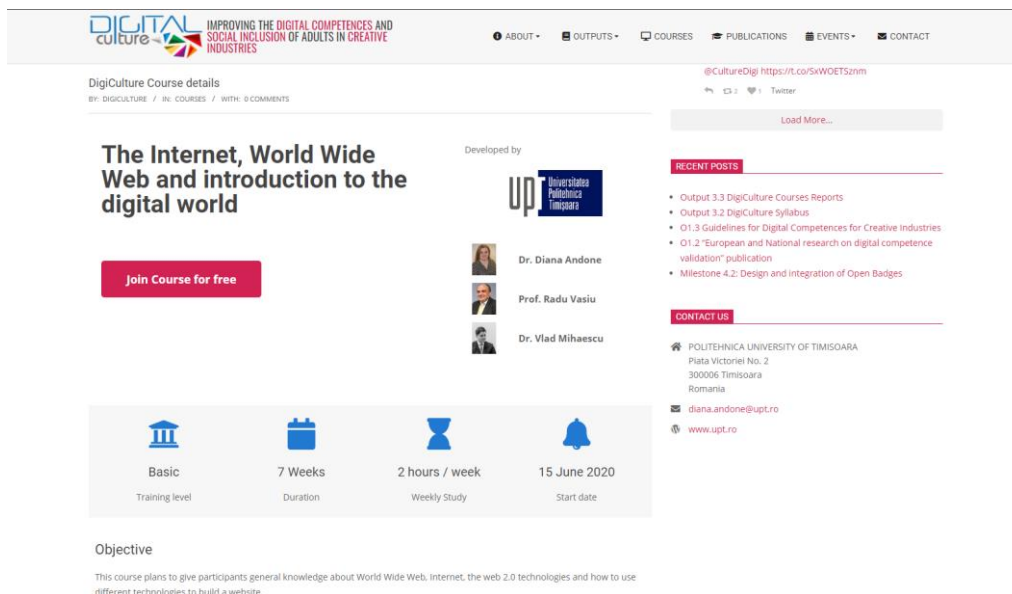 DIGITAL
culture
IMPROVING THE DIGITAL COMPETENCES AND
SOCIAL INCLUSION OF ADULTS IN CREATIVE
INDUSTRIES
ABOUT
OUTPUTS
COURSES
PUBLICATIONS
EVENTS
CONTACT
DigiCulture Course details
BY: DIGICULTURE / IN: COURSES / WITH: 0 COMMENTS
The Internet, World Wide
Web and introduction to the
digital world
Join Course for free
Developed by
UPT
Universitatea
Politehnica
Timișoara
Dr. Diana Andone
Prof. Radu Vasiu
Dr. Vlad Mihaescu
Basic
Training level
7 Weeks
Duration
2 hours / week
Weekly Study
15 June 2020
Start date
Objective
This course plans to give participants general knowledge about World Wide Web, Internet, the web 2.0 technologies and how to use
different technologies to build a website
@CultureDigi https://t.co/SxWOETSznm
2
1
Twitter
Load More...
RECENT POSTS
Output 3.3 DigiCulture Courses Reports
Output 3.2 DigiCulture Syllabus
O1.3 Guidelines for Digital Competences for Creative Industries
O1.2 "European and National research on digital competence
validation" publication
Milestone 4.2: Design and integration of Open Badges
CONTACT US
POLITEHNICA UNIVERSITY OF TIMISOARA
Piata Victoriei No. 2
300006 Timisoara
Romania
diana.andone@upt.ro
www.upt.ro